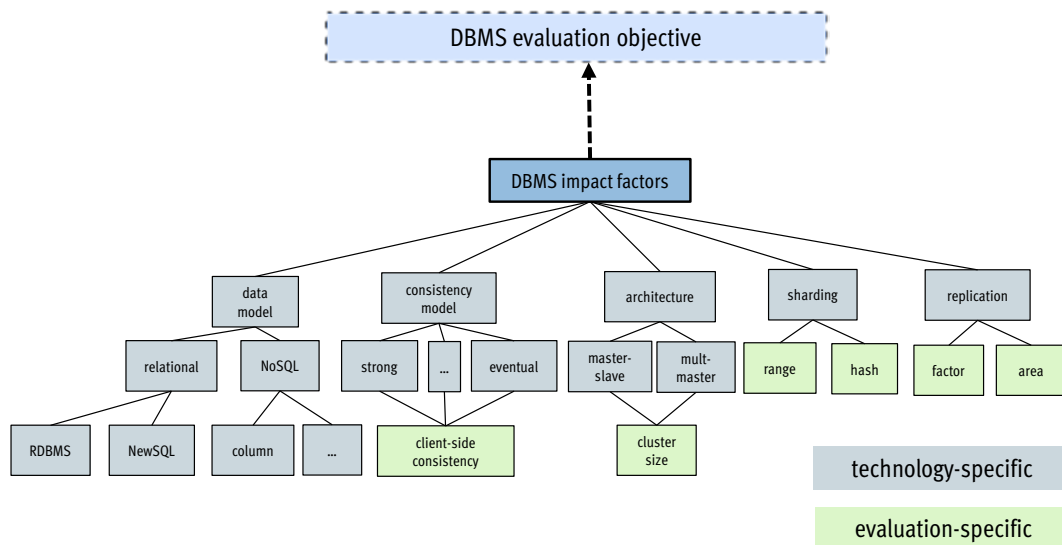 DBMS evaluation objective
DBMS impact factors
data
model
consistency
model
architecture
sharding
replication
relational
NoSQL
strong
...
eventual
master-
slave
mult-
master
range
hash
factor
area
RDBMS
NewSQL
column
...
client-side
consistency
cluster
size
technology-specific
evaluation-specific